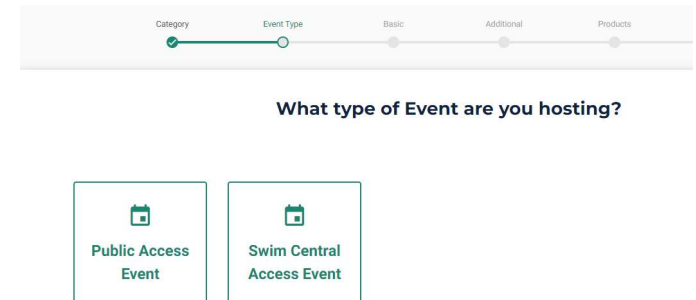 Category Event Type Basic Additional Products
What type of Event are you hosting?
Public Access
Event
Swim Central
Access Event